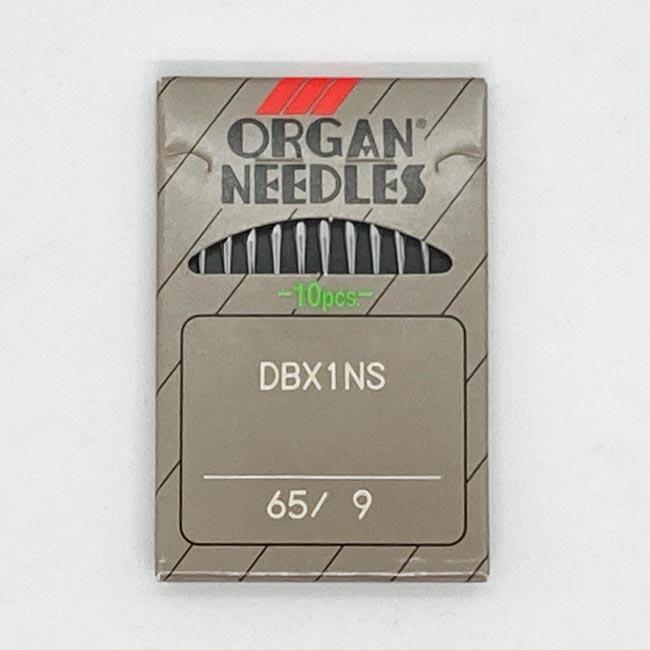 ORGAN®
NEEDLES
-10pcs.-
DBX1NS
65/ 9